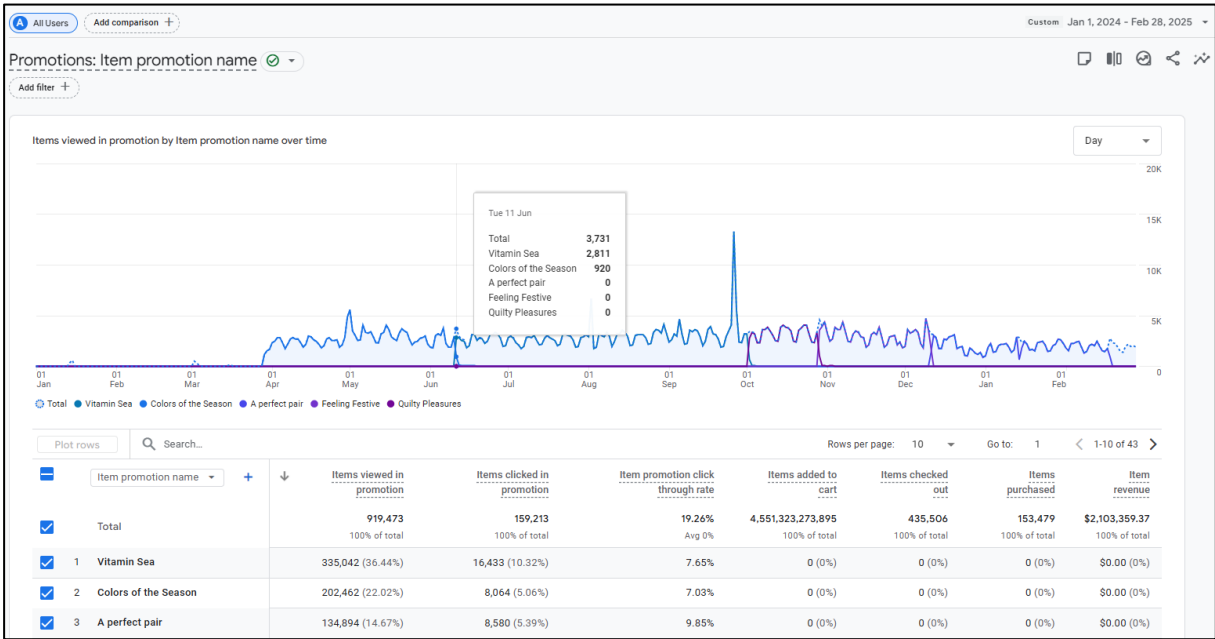 A All Users Add comparison + Custom Jan 1, 2024 - Feb 28, 2025
Promotions: Item promotion name
Add filter +
Items viewed in promotion by Item promotion name over time
Day
20K
15K
10K
5K
0
Tue 11 Jun
Total 3,731
Vitamin Sea 2,811
Colors of the Season 920
A perfect pair 0
Feeling Festive 0
Quilty Pleasures 0
01 01 01 01 01 01 01 01 01 01 01 01 01 01
Jan Feb Mar Apr May Jun Jul Aug Sep Oct Nov Dec Jan Feb
Total Vitamin Sea Colors of the Season A perfect pair Feeling Festive Quilty Pleasures
Plot rows Search... Rows per page: 10 Go to: 1 < 1-10 of 43 >
Item promotion name + ↓ Items viewed in Items clicked in Item promotion click Items added to Items checked Items Item
promotion promotion through rate cart out purchased revenue
919,473 159,213 19.26% 4,551,323,273,895 435,506 153,479 $2,103,359.37
Total
100% of total 100% of total Avg 0% 100% of total 100% of total 100% of total 100% of total
1 Vitamin Sea 335,042 (36.44%) 16,433 (10.32%) 7.65% 0 (0%) 0 (0%) 0 (0%) $0.00 (0%)
2 Colors of the Season 202,462 (22.02%) 8,064 (5.06%) 7.03% 0 (0%) 0 (0%) 0 (0%) $0.00 (0%)
3 A perfect pair 134,894 (14.67%) 8,580 (5.39%) 9.85% 0 (0%) 0 (0%) 0 (0%) $0.00 (0%)